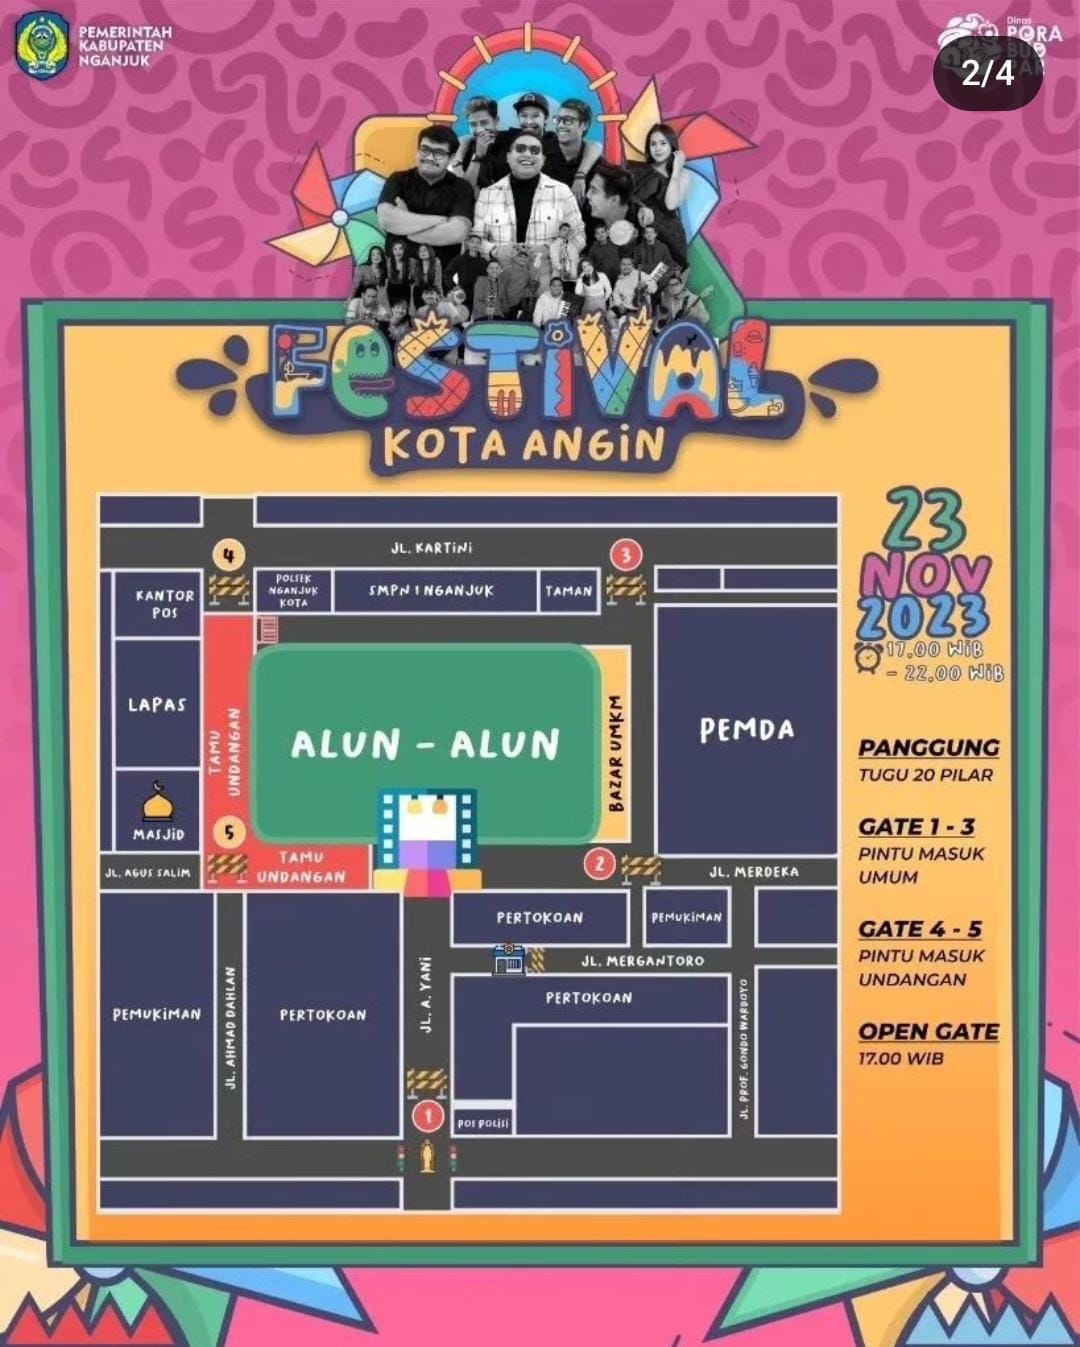 PEMERINTAH
KABUPATEN
NGANJUK
Dinas
PORA
BUD
PAR
2/4
FESTIVAL
KOTA ANGIN
23
NOV
2023
17.00 WIB
- 22.00 WIB
JL. KARTINI
4
3
KANTOR
POS
POLSEK
NGANJUK
KOTA
SMPN 1 NGANJUK
TAMAN
LAPAS
TAMU
UNDANGAN
ALUN - ALUN
BAZAR UMKM
PEMDA
MASJID
5
TAMU
UNDANGAN
2
JL. AGUS SALIM
JL. MERDEKA
PERTOKOAN
PEMUKIMAN
JL. MERGANTORO
PERTOKOAN
PEMUKIMAN
JL. AHMAD DAHLAN
PERTOKOAN
JL. A. YANI
JL. PROF. GONDO WARDOYO
1
POS POLISI
PANGGUNG
TUGU 20 PILAR
GATE 1 - 3
PINTU MASUK
UMUM
GATE 4 - 5
PINTU MASUK
UNDANGAN
OPEN GATE
17.00 WIB